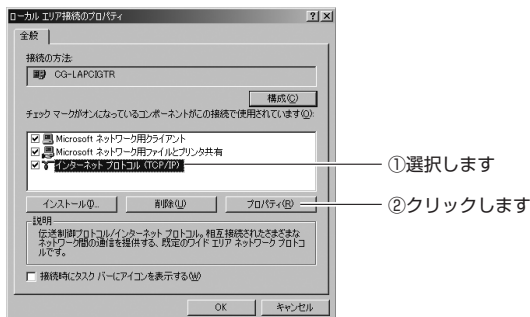 ローカル エリア接続のプロパティ
全般
接続の方法:
CG-LAPCIGTR
構成(C)
チェック マークがオンになっているコンポーネントがこの接続で使用されています(O):
Microsoft ネットワーク用クライアント
Microsoft ネットワーク用ファイルとプリンタ共有
インターネット プロトコル (TCP/IP)
①選択します
インストール(I)...
削除(U)
プロパティ(R)
②クリックします
説明
伝送制御プロトコル/インターネット プロトコル。相互接続されたさまざまな
ネットワーク間の通信を提供する、既定のワイド エリア ネットワーク プロトコ
ルです。
接続時にタスク バーにアイコンを表示する(W)
OK
キャンセル